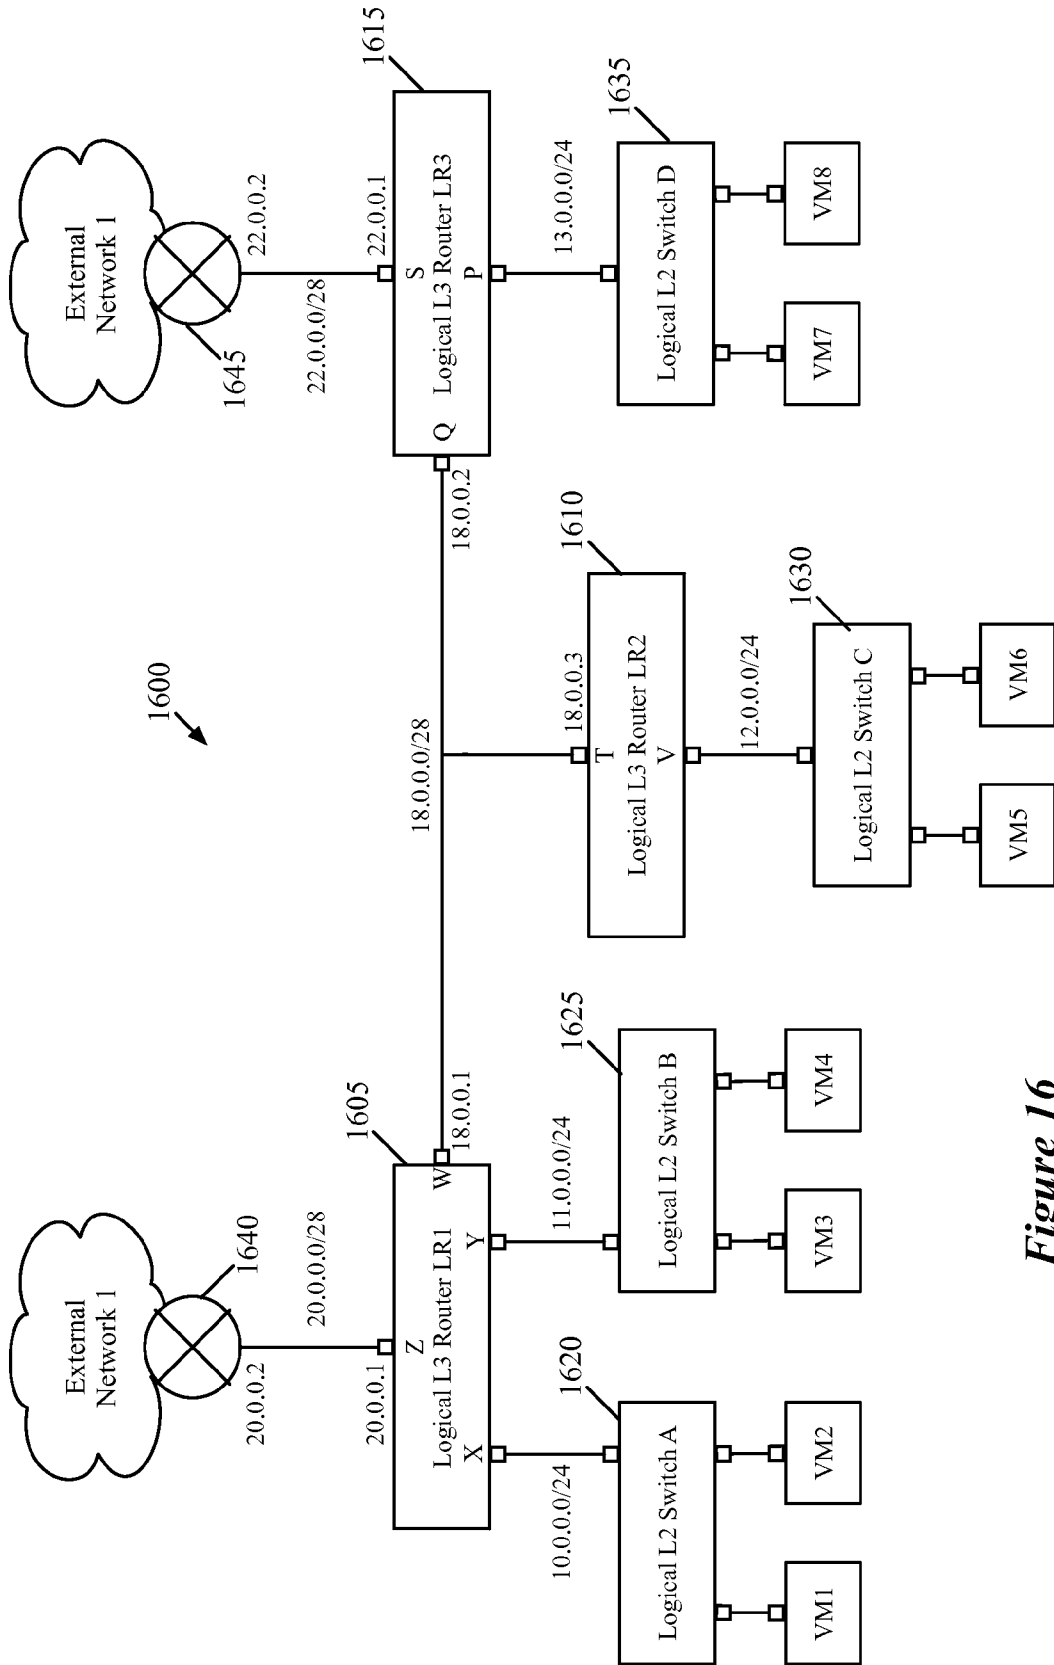 1600
External
Network 1
1640
20.0.0.2
20.0.0.0/28
20.0.0.1
1605
Z
Logical L3 Router LR1
W
X
Y
18.0.0.1
18.0.0.0/28
10.0.0.0/24
11.0.0.0/24
1620
Logical L2 Switch A
VM1
VM2
1625
Logical L2 Switch B
VM3
VM4
18.0.0.3
1610
T
Logical L3 Router LR2
V
12.0.0.0/24
1630
Logical L2 Switch C
VM5
VM6
External
Network 1
1645
22.0.0.2
22.0.0.0/28
22.0.0.1
1615
18.0.0.2
Q
S
Logical L3 Router LR3
P
13.0.0.0/24
1635
Logical L2 Switch D
VM7
VM8
Figure 16